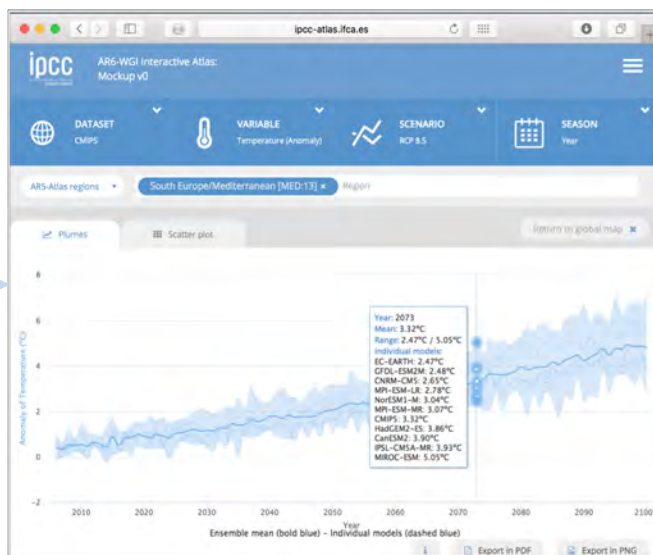 ipcc-atlas.ifca.es
ipcc
AR6-WGI Interactive Atlas:
Mockup v0
DATASET
CMIP5
VARIABLE
Temperature (Anomaly)
SCENARIO
RCP 8.5
SEASON
Year
AR5-Atlas regions
South Europe/Mediterranean [MED:13] ×
Region
Plumes
Scatter plot
Return to global map ×
Anomaly of Temperature (°C)
8
6
4
2
0
-2
Year: 2073
Mean: 3.32°C
Range: 2.47°C / 5.05°C
Individual models:
EC-EARTH: 2.47°C
GFDL-ESM2M: 2.48°C
CNRM-CM5: 2.65°C
MPI-ESM-LR: 2.78°C
NorESM1-M: 3.04°C
MPI-ESM-MR: 3.07°C
CMIP5: 3.32°C
HadGEM2-ES: 3.86°C
CanESM2: 3.90°C
IPSL-CM5A-MR: 3.93°C
MIROC-ESM: 5.05°C
2010 2020 2030 2040 2050 2060 2070 2080 2090 2100
Year
Ensemble mean (bold blue) - Individual models (dashed blue)
i
Export in PDF
Export in PNG